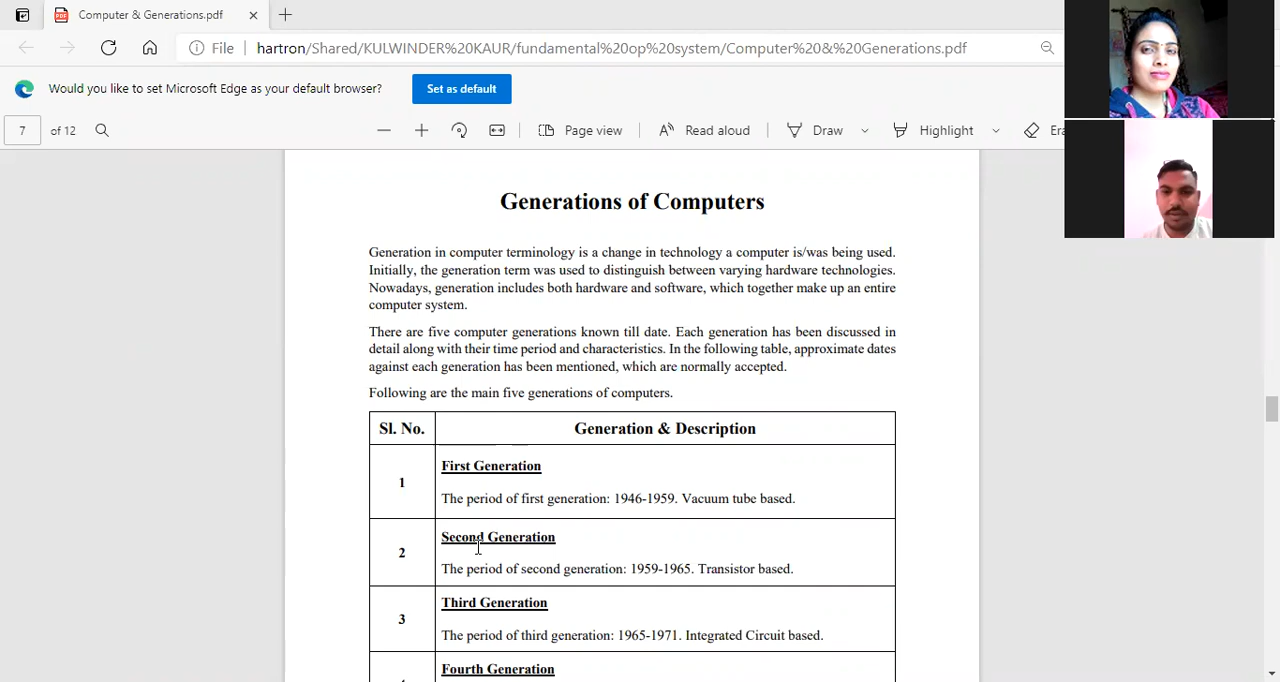 Computer & Generations.pdf
File
hartron/Shared/KULWINDER%20KAUR/fundamental%20op%20system/Computer%20&%20Generations.pdf
Would you like to set Microsoft Edge as your default browser?
Set as default
7 of 12
Page view
Read aloud
Draw
Highlight
Era
Generations of Computers
Generation in computer terminology is a change in technology a computer is/was being used.
Initially, the generation term was used to distinguish between varying hardware technologies.
Nowadays, generation includes both hardware and software, which together make up an entire
computer system.
There are five computer generations known till date. Each generation has been discussed in
detail along with their time period and characteristics. In the following table, approximate dates
against each generation has been mentioned, which are normally accepted.
Following are the main five generations of computers.
Sl. No. Generation & Description
First Generation
1
The period of first generation: 1946-1959. Vacuum tube based.
Second Generation
2
The period of second generation: 1959-1965. Transistor based.
Third Generation
3
The period of third generation: 1965-1971. Integrated Circuit based.
Fourth Generation